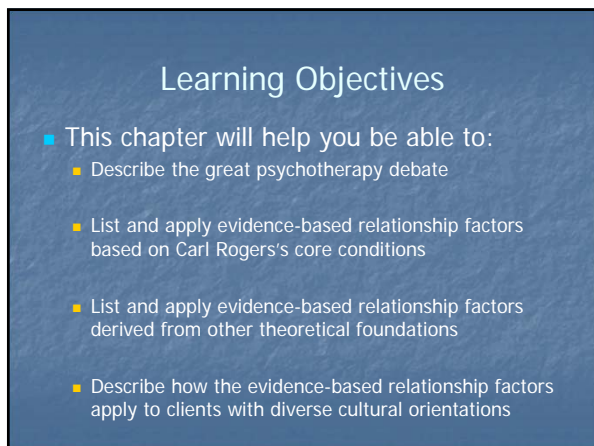 Learning Objectives
This chapter will help you be able to:
Describe the great psychotherapy debate
List and apply evidence-based relationship factors
based on Carl Rogers's core conditions
List and apply evidence-based relationship factors
derived from other theoretical foundations
Describe how the evidence-based relationship factors
apply to clients with diverse cultural orientations